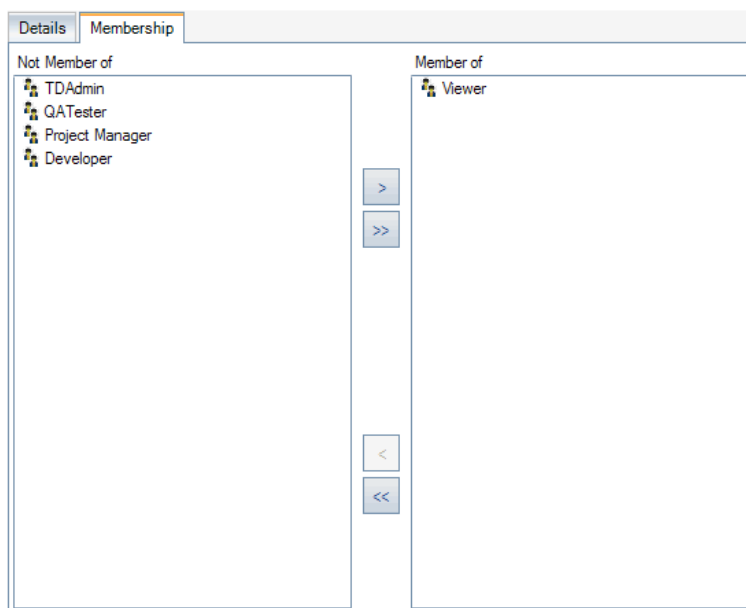 Details
Membership
Not Member of
TDAdmin
QATester
Project Manager
Developer
Member of
Viewer
>
>>
<
<<